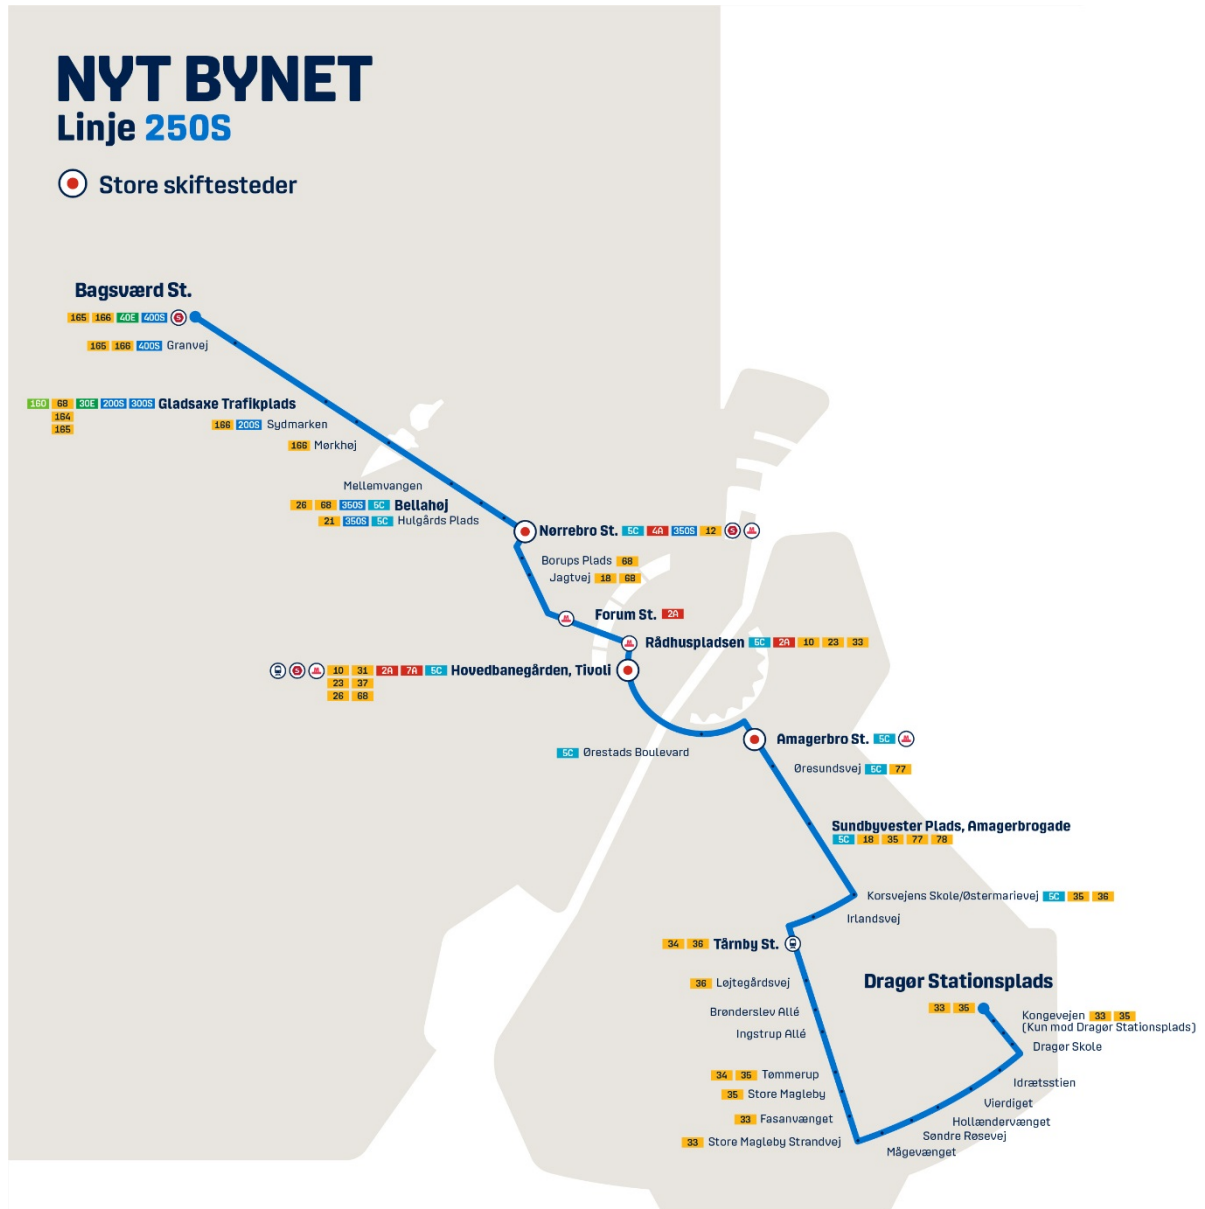 NYT BYNET
Linje 250S
Store skiftesteder
Bagsværd St.
165 166 40E 400S S
165 166 400S Granvej
160 68 30E 200S 300S Gladsaxe Trafikplads
164
165
166 200S Sydmarken
166 Mørkhøj
Mellemvangen
26 68 350S 5C Bellahøj
21 350S 5C Hulgårds Plads
Nørrebro St. 5C 4A 350S 12 S
Borups Plads 68
Jagtvej 18 68
Forum St. 2A
Rådhuspladsen 5C 2A 10 23 33
S 10 31 2A 7A 5C Hovedbanegården, Tivoli
23 37
26 68
Amagerbro St. 5C
5C Ørestads Boulevard
Øresundsvej 5C 77
Sundbyvester Plads, Amagerbrogade
5C 18 35 77 78
Korsvejens Skole/Østermarievej 5C 35 36
Irlandsvej
34 36 Tårnby St.
36 Løjtegårdsvej
Brønderslev Allé
Ingstrup Allé
34 35 Tømmerup
35 Store Magleby
33 Fasanvænget
33 Store Magleby Strandvej
Dragør Stationsplads
33 35
Kongevejen 33 35
(Kun mod Dragør Stationsplads)
Dragør Skole
Idrætsstien
Vierdiget
Hollændervænget
Søndre Røsevej
Mågevænget